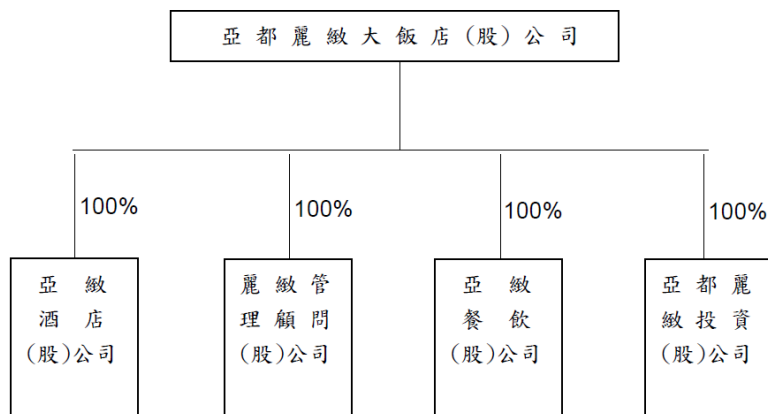 亞都麗緻大飯店(股)公司
100%
100%
100%
100%
亞緻
酒店
(股)公司
麗緻管
理顧問
(股)公司
亞緻
餐飲
(股)公司
亞都麗
緻投資
(股)公司